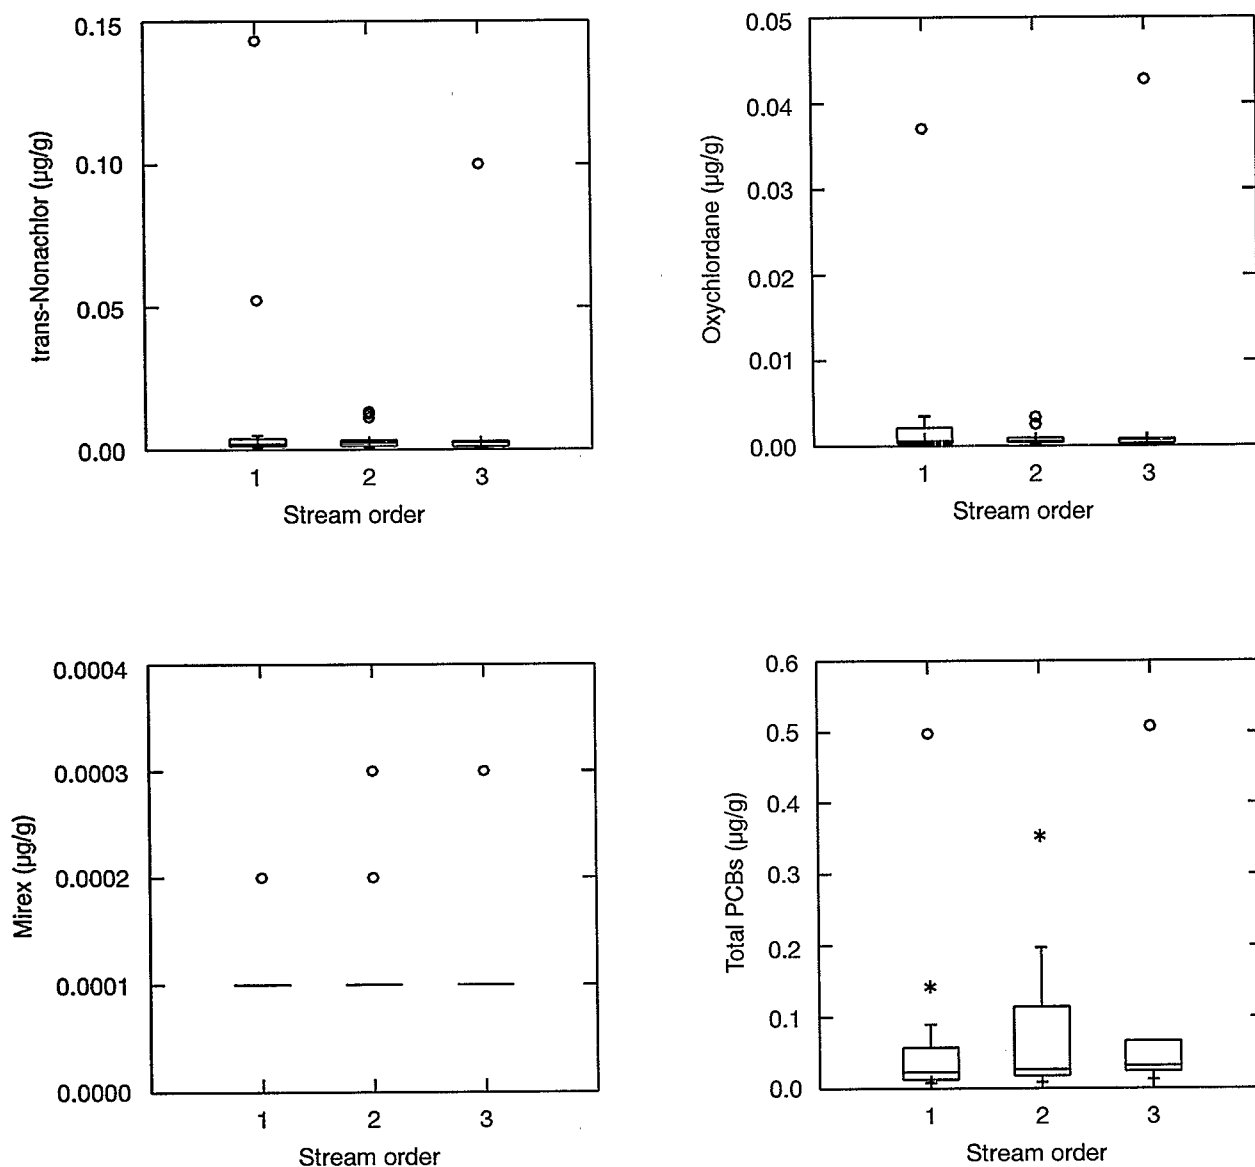 trans-Nonachlor (µg/g)
0.15
0.10
0.05
0.00
1 2 3
Stream order
Oxychlordane (µg/g)
0.05
0.04
0.03
0.02
0.01
0.00
1 2 3
Stream order
Mirex (µg/g)
0.0004
0.0003
0.0002
0.0001
0.0000
1 2 3
Stream order
Total PCBs (µg/g)
0.6
0.5
0.4
0.3
0.2
0.1
0.0
1 2 3
Stream order